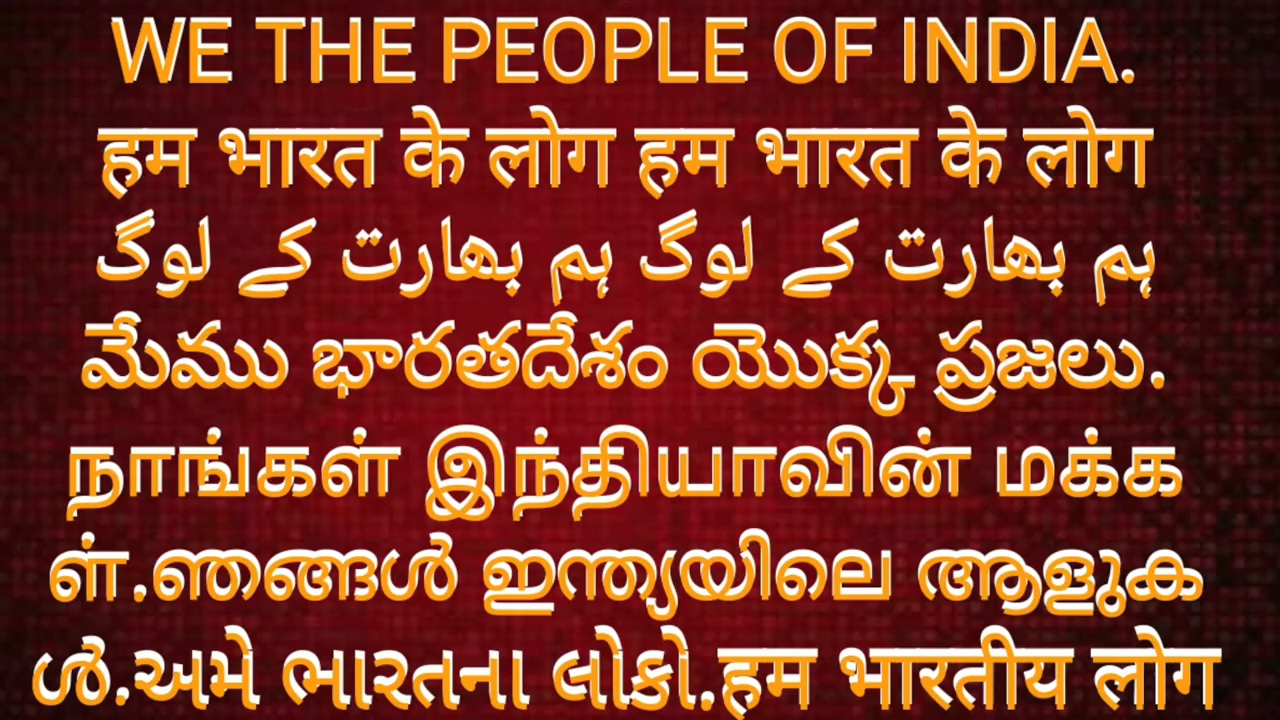 WE THE PEOPLE OF INDIA.
हम भारत के लोग हम भारत के लोग
ہم بھارت کے لوگ ہم بھارت کے لوگ
మేము భారతదేశం యొక్క ప్రజలు.
நாங்கள் இந்தியாவின் மக்க
ள்.ഞങ്ങൾ ഇന്ത്യയിലെ ആളുക
ൾ.અમે ભારતના લોકો.हम भारतीय लोग